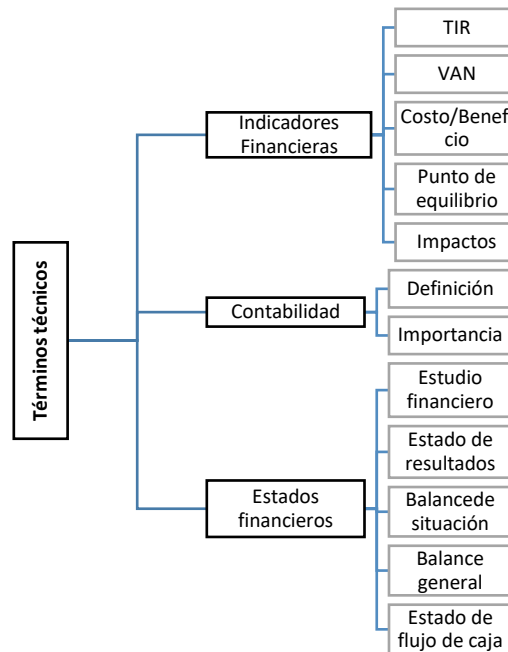 Términos técnicos
Indicadores
Financieras
TIR
VAN
Costo/Benef
cio
Punto de
equilibrio
Impactos
Contabilidad
Definición
Importancia
Estados
financieros
Estudio
financiero
Estado de
resultados
Balancede
situación
Balance
general
Estado de
flujo de caja